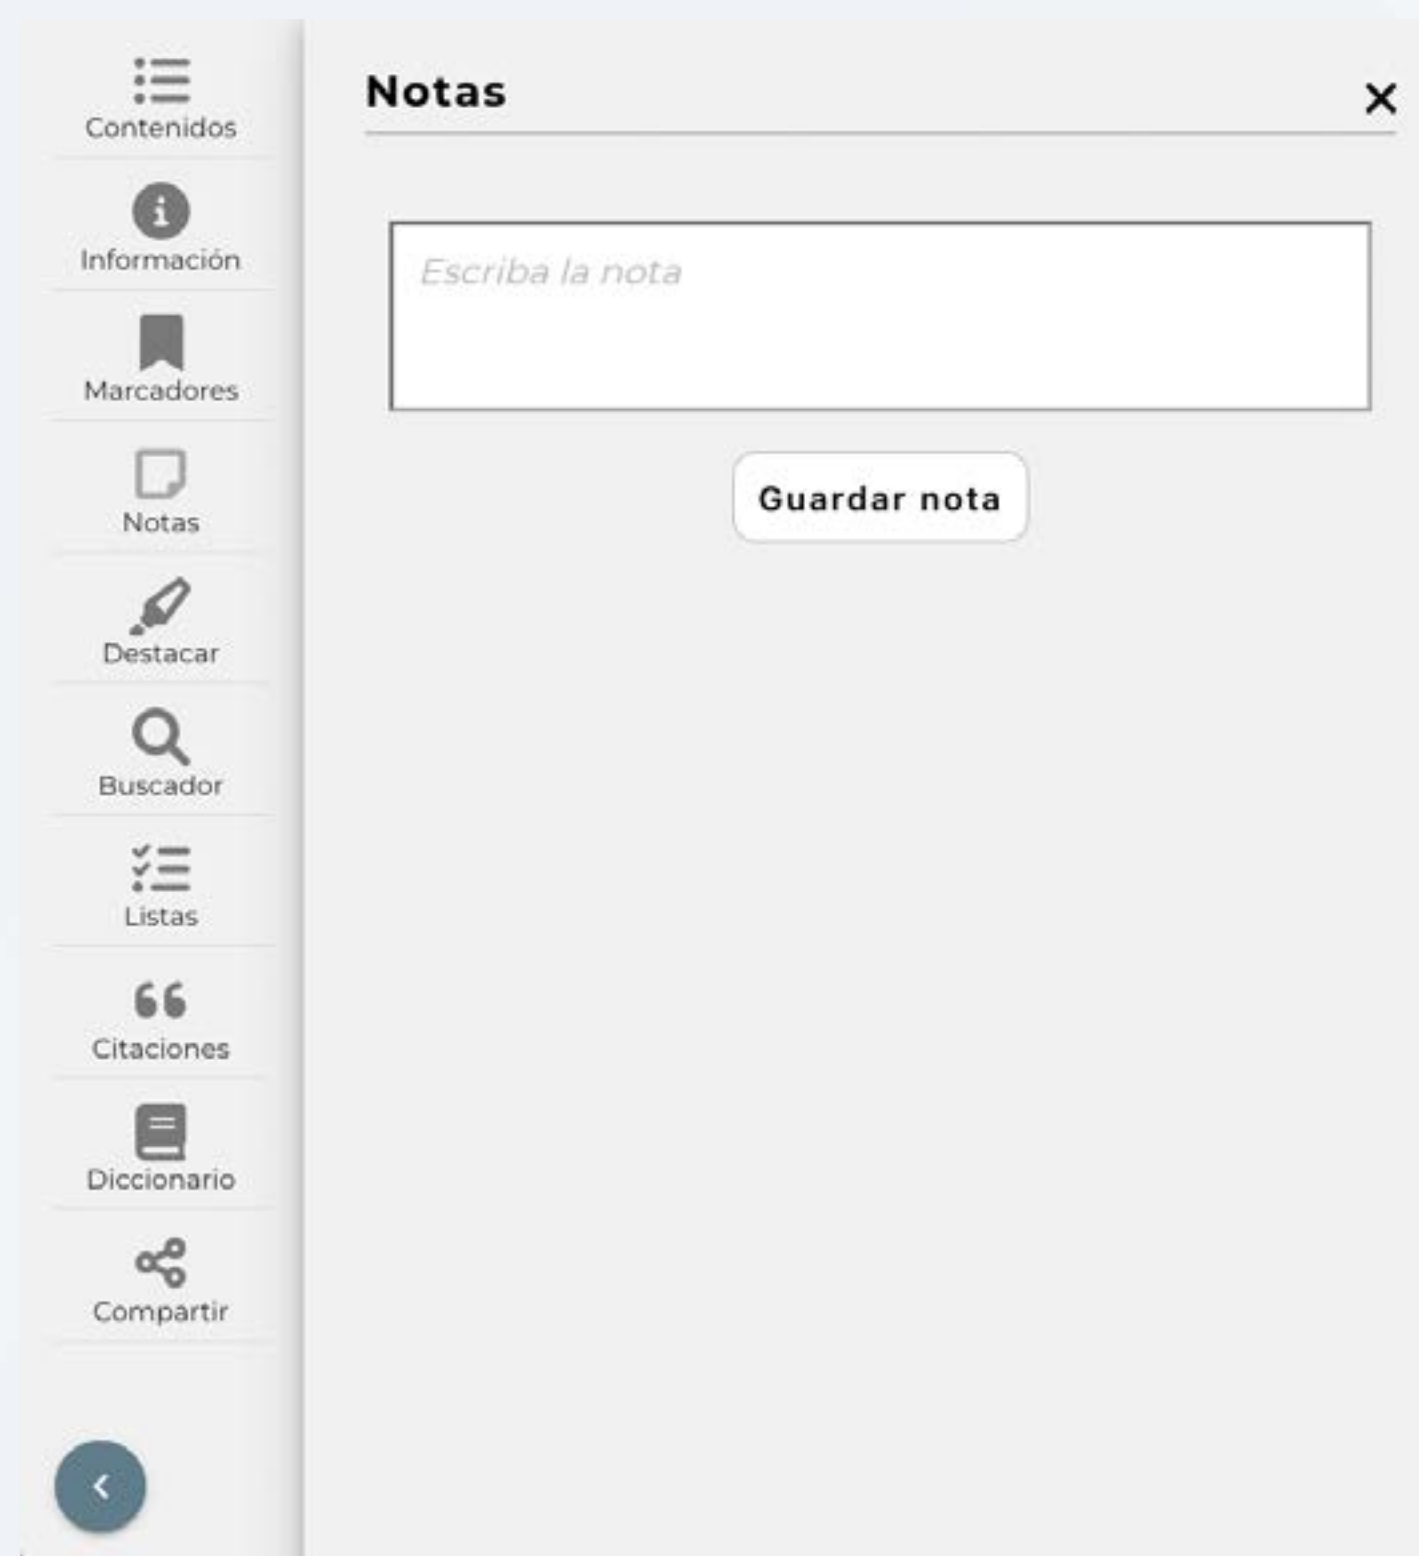 Contenidos
Información
Marcadores
Notas
Destacar
Buscador
Listas
Citaciones
Diccionario
Compartir
Notas
Escriba la nota
Guardar nota